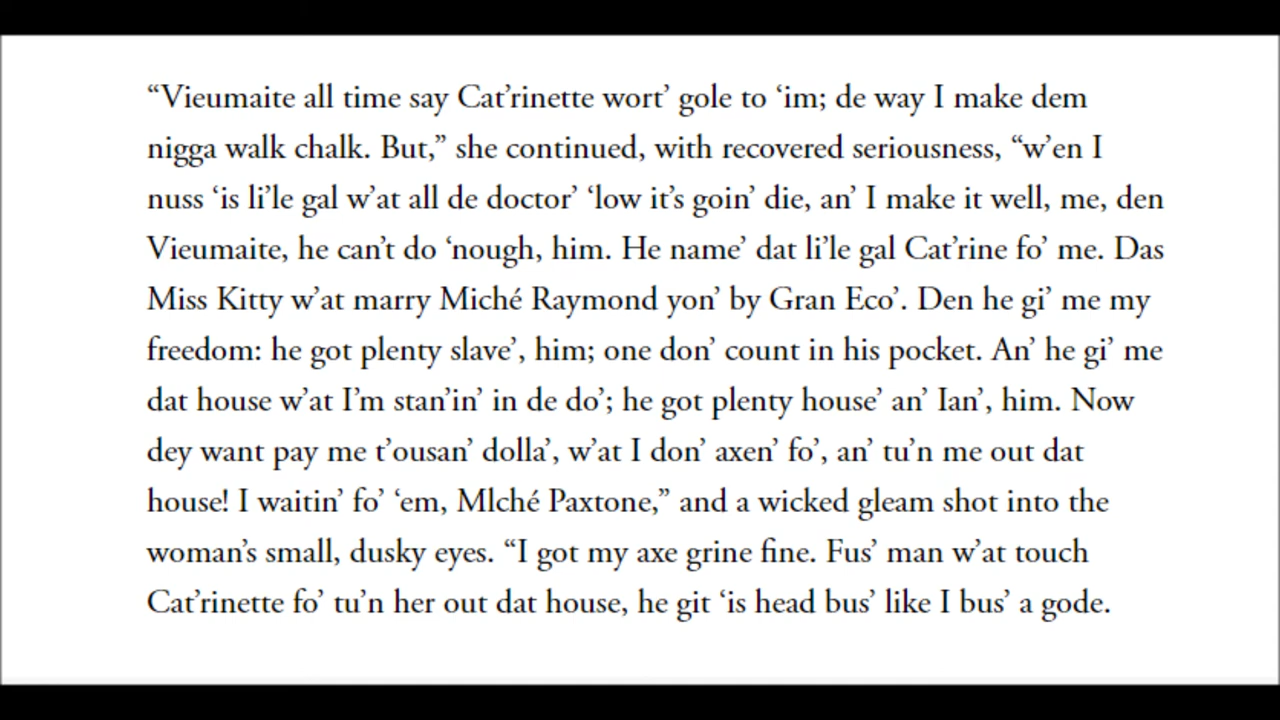 “Vieumaite all time say Cat’rinette wort’ gole to ‘im; de way I make dem
nigga walk chalk. But,” she continued, with recovered seriousness, “w’en I
nuss ‘is li’le gal w’at all de doctor’ ‘low it’s goin’ die, an’ I make it well, me, den
Vieumaite, he can’t do ‘nough, him. He name’ dat li’le gal Cat’rine fo’ me. Das
Miss Kitty w’at marry Miché Raymond yon’ by Gran Eco’. Den he gi’ me my
freedom: he got plenty slave’, him; one don’ count in his pocket. An’ he gi’ me
dat house w’at I’m stan’in’ in de do’; he got plenty house’ an’ Ian’, him. Now
dey want pay me t’ousan’ dolla’, w’at I don’ axen’ fo’, an’ tu’n me out dat
house! I waitin’ fo’ ‘em, Mlché Paxtone,” and a wicked gleam shot into the
woman’s small, dusky eyes. “I got my axe grine fine. Fus’ man w’at touch
Cat’rinette fo’ tu’n her out dat house, he git ‘is head bus’ like I bus’ a gode.